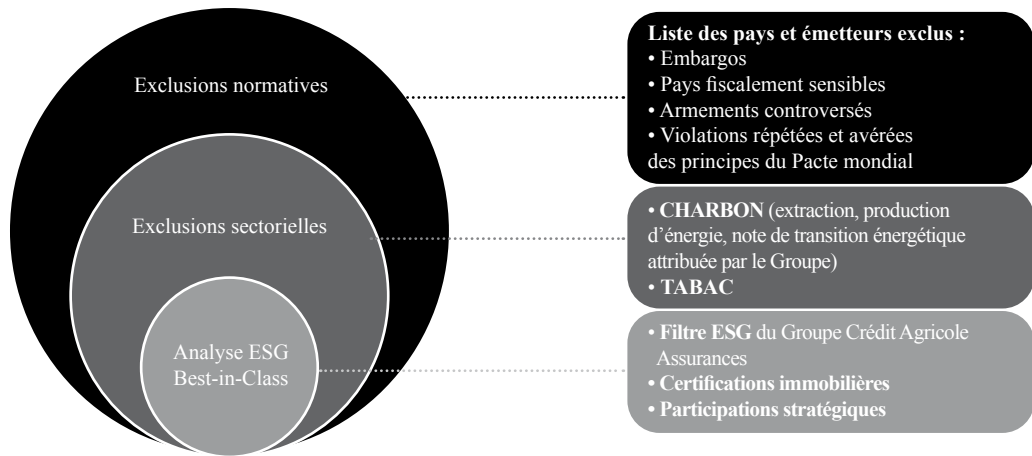 Exclusions normatives
Liste des pays et émetteurs exclus :
• Embargos
• Pays fiscalement sensibles
• Armements controversés
• Violations répétées et avérées
des principes du Pacte mondial
Exclusions sectorielles
• CHARBON (extraction, production
d’énergie, note de transition énergétique
attribuée par le Groupe)
• TABAC
Analyse ESG
Best-in-Class
• Filtre ESG du Groupe Crédit Agricole
Assurances
• Certifications immobilières
• Participations stratégiques